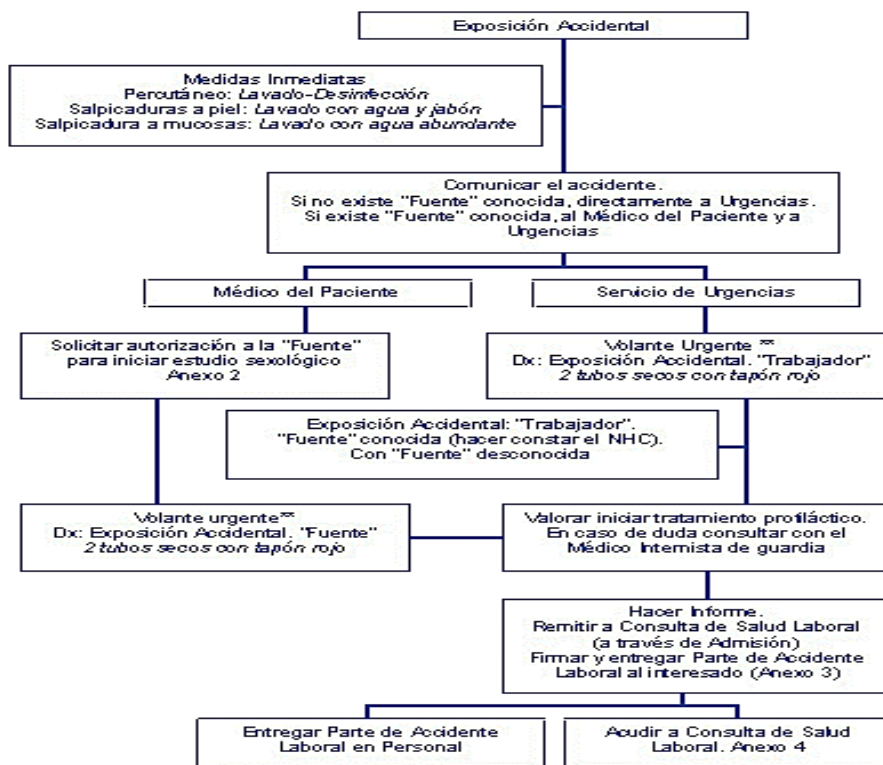 Exposición Accidental
Medidas Inmediatas
Percutáneo: Lavado-Desinfección
Salpicaduras a piel: Lavado con agua y jabón
Salpicadura a mucosas: Lavado con agua abundante
Comunicar el accidente.
Si no existe "Fuente" conocida, directamente a Urgencias.
Si existe "Fuente" conocida, al Médico del Paciente y a
Urgencias
Médico del Paciente
Servicio de Urgencias
Solicitar autorización a la "Fuente"
para iniciar estudio sexológico
Anexo 2
Volante Urgente **
Dx: Exposición Accidental. "Trabajador"
2 tubos secos con tapón rojo
Exposición Accidental: "Trabajador".
"Fuente" conocida (hacer constar el NHC).
Con "Fuente" desconocida
Volante urgente**
Dx: Exposición Accidental. "Fuente"
2 tubos secos con tapón rojo
Valorar iniciar tratamiento profiláctico.
En caso de duda consultar con el
Médico Internista de guardia
Hacer Informe.
Remitir a Consulta de Salud Laboral
(a través de Admisión)
Firmar y entregar Parte de Accidente
Laboral al interesado (Anexo 3)
Entregar Parte de Accidente
Laboral en Personal
Acudir a Consulta de Salud
Laboral. Anexo 4